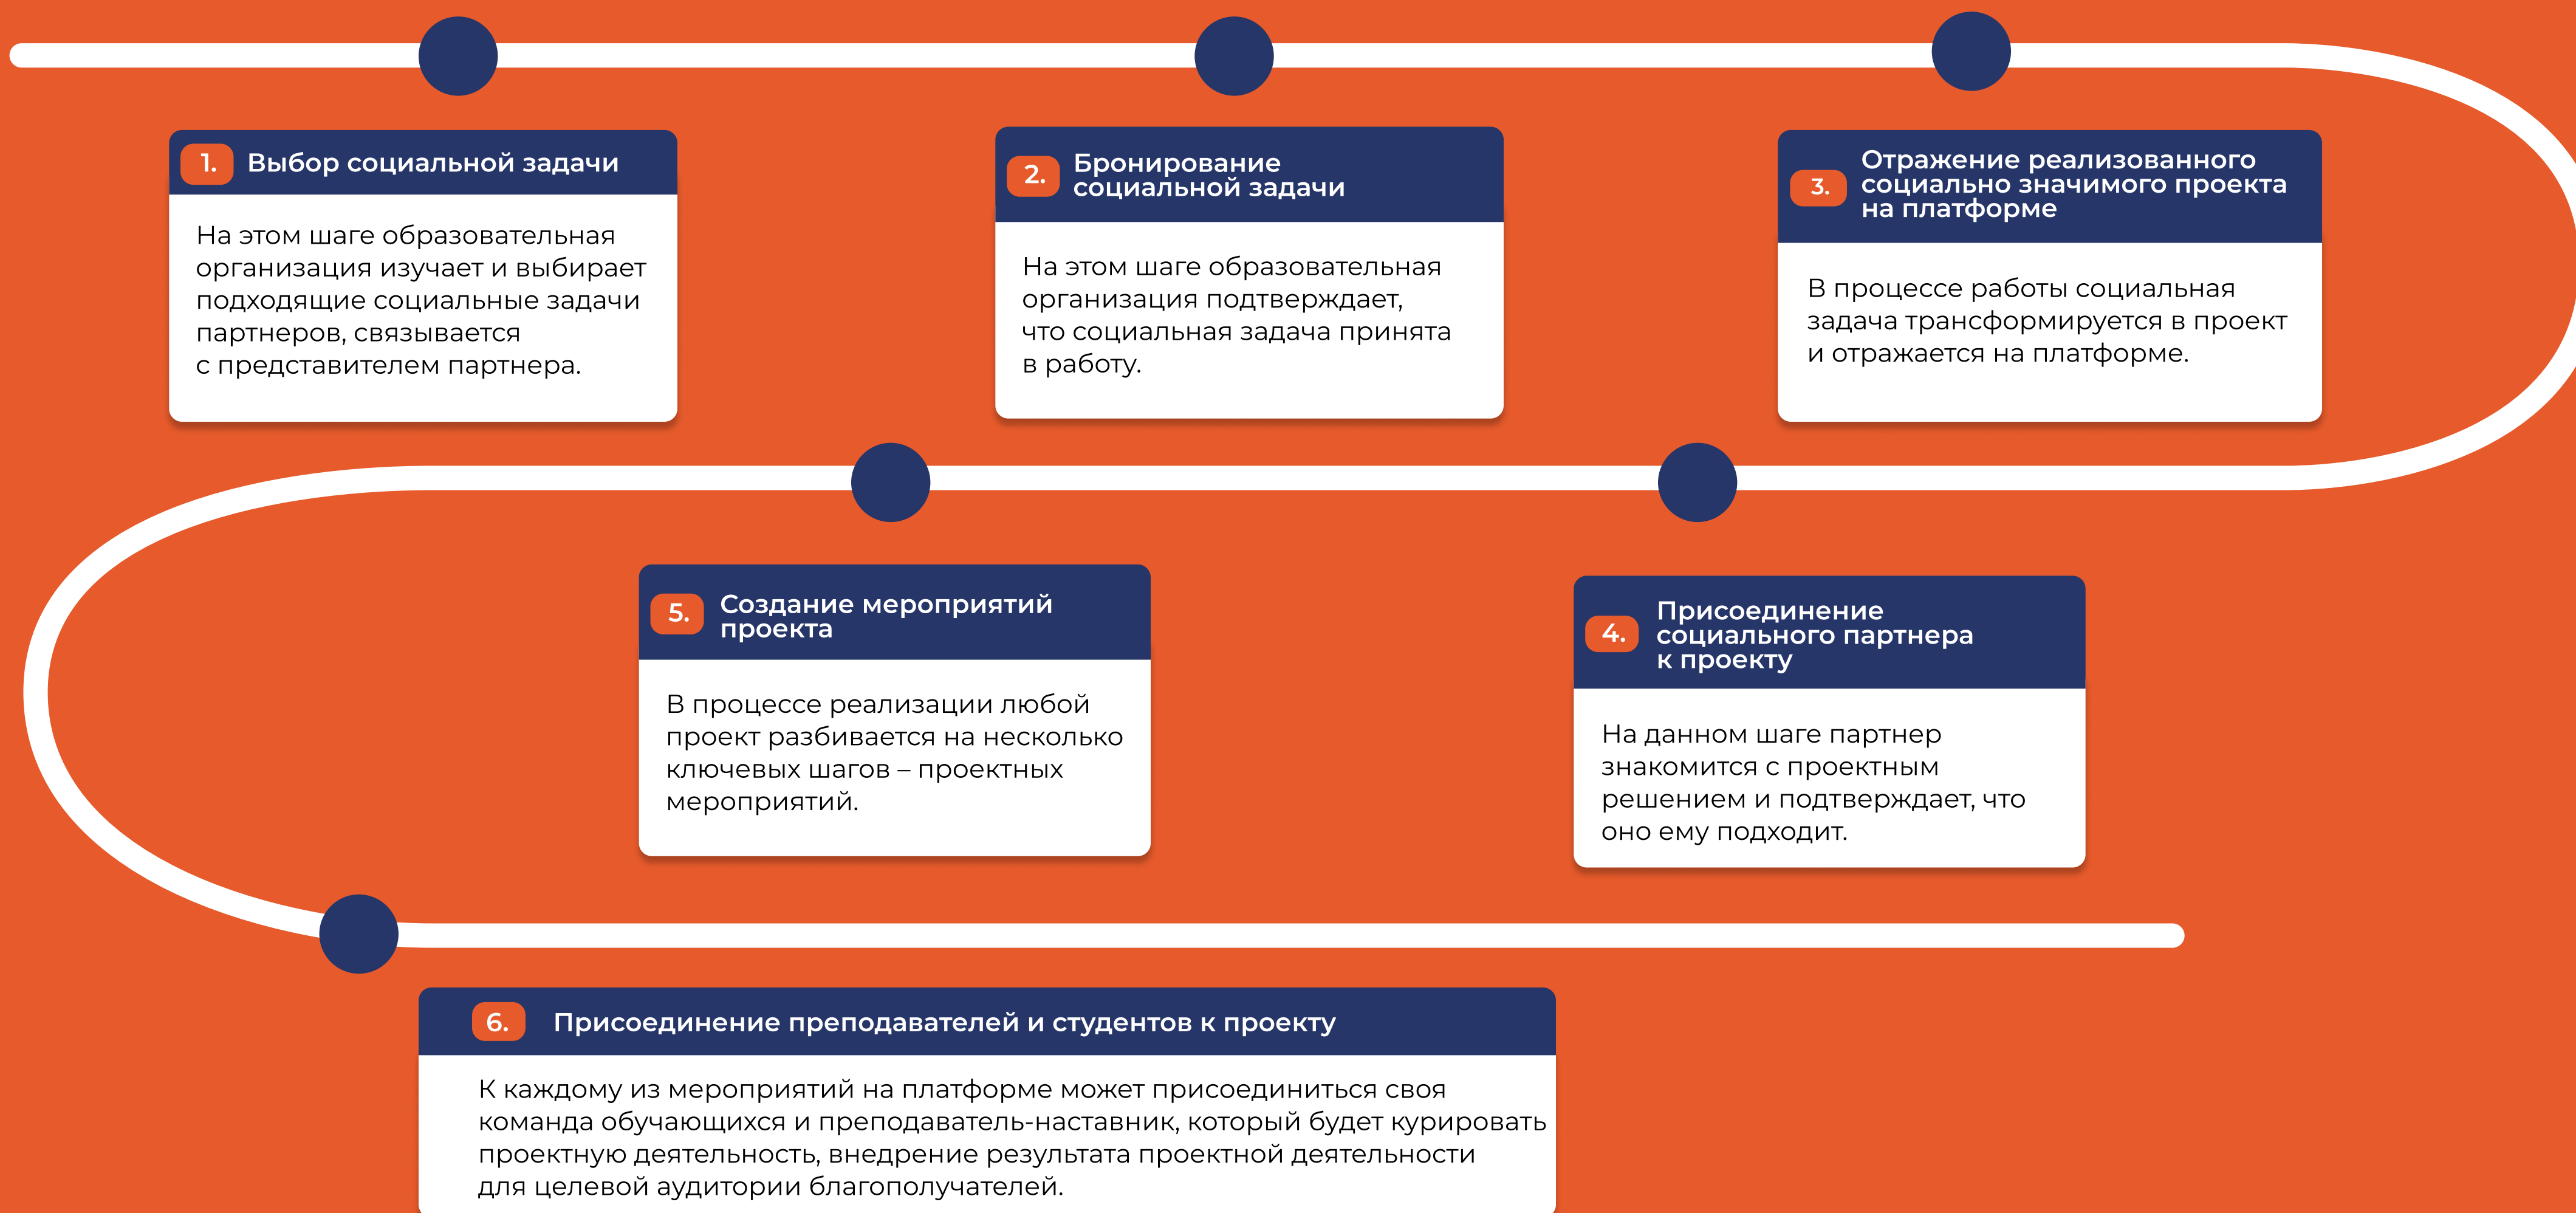 1. Выбор социальной задачи
На этом шаге образовательная
организация изучает и выбирает
подходящие социальные задачи
партнеров, связывается
с представителем партнера.
2. Бронирование
социальной задачи
На этом шаге образовательная
организация подтверждает,
что социальная задача принята
в работу.
3. Отражение реализованного
социально значимого проекта
на платформе
В процессе работы социальная
задача трансформируется в проект
и отражается на платформе.
4. Присоединение
социального партнера
к проекту
На данном шаге партнер
знакомится с проектным
решением и подтверждает, что
оно ему подходит.
5. Создание мероприятий
проекта
В процессе реализации любой
проект разбивается на несколько
ключевых шагов – проектных
мероприятий.
6. Присоединение преподавателей и студентов к проекту
К каждому из мероприятий на платформе может присоединиться своя
команда обучающихся и преподаватель-наставник, который будет курировать
проектную деятельность, внедрение результата проектной деятельности
для целевой аудитории благополучателей.